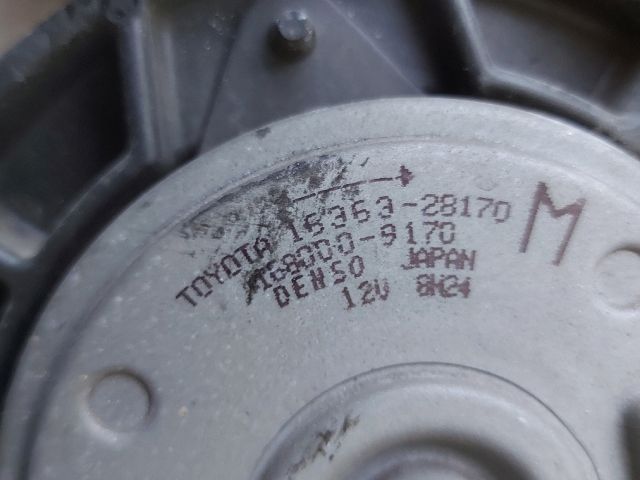 TOYOTA 16363-28170
168000-9170
DENSO JAPAN
12V 8H24
M